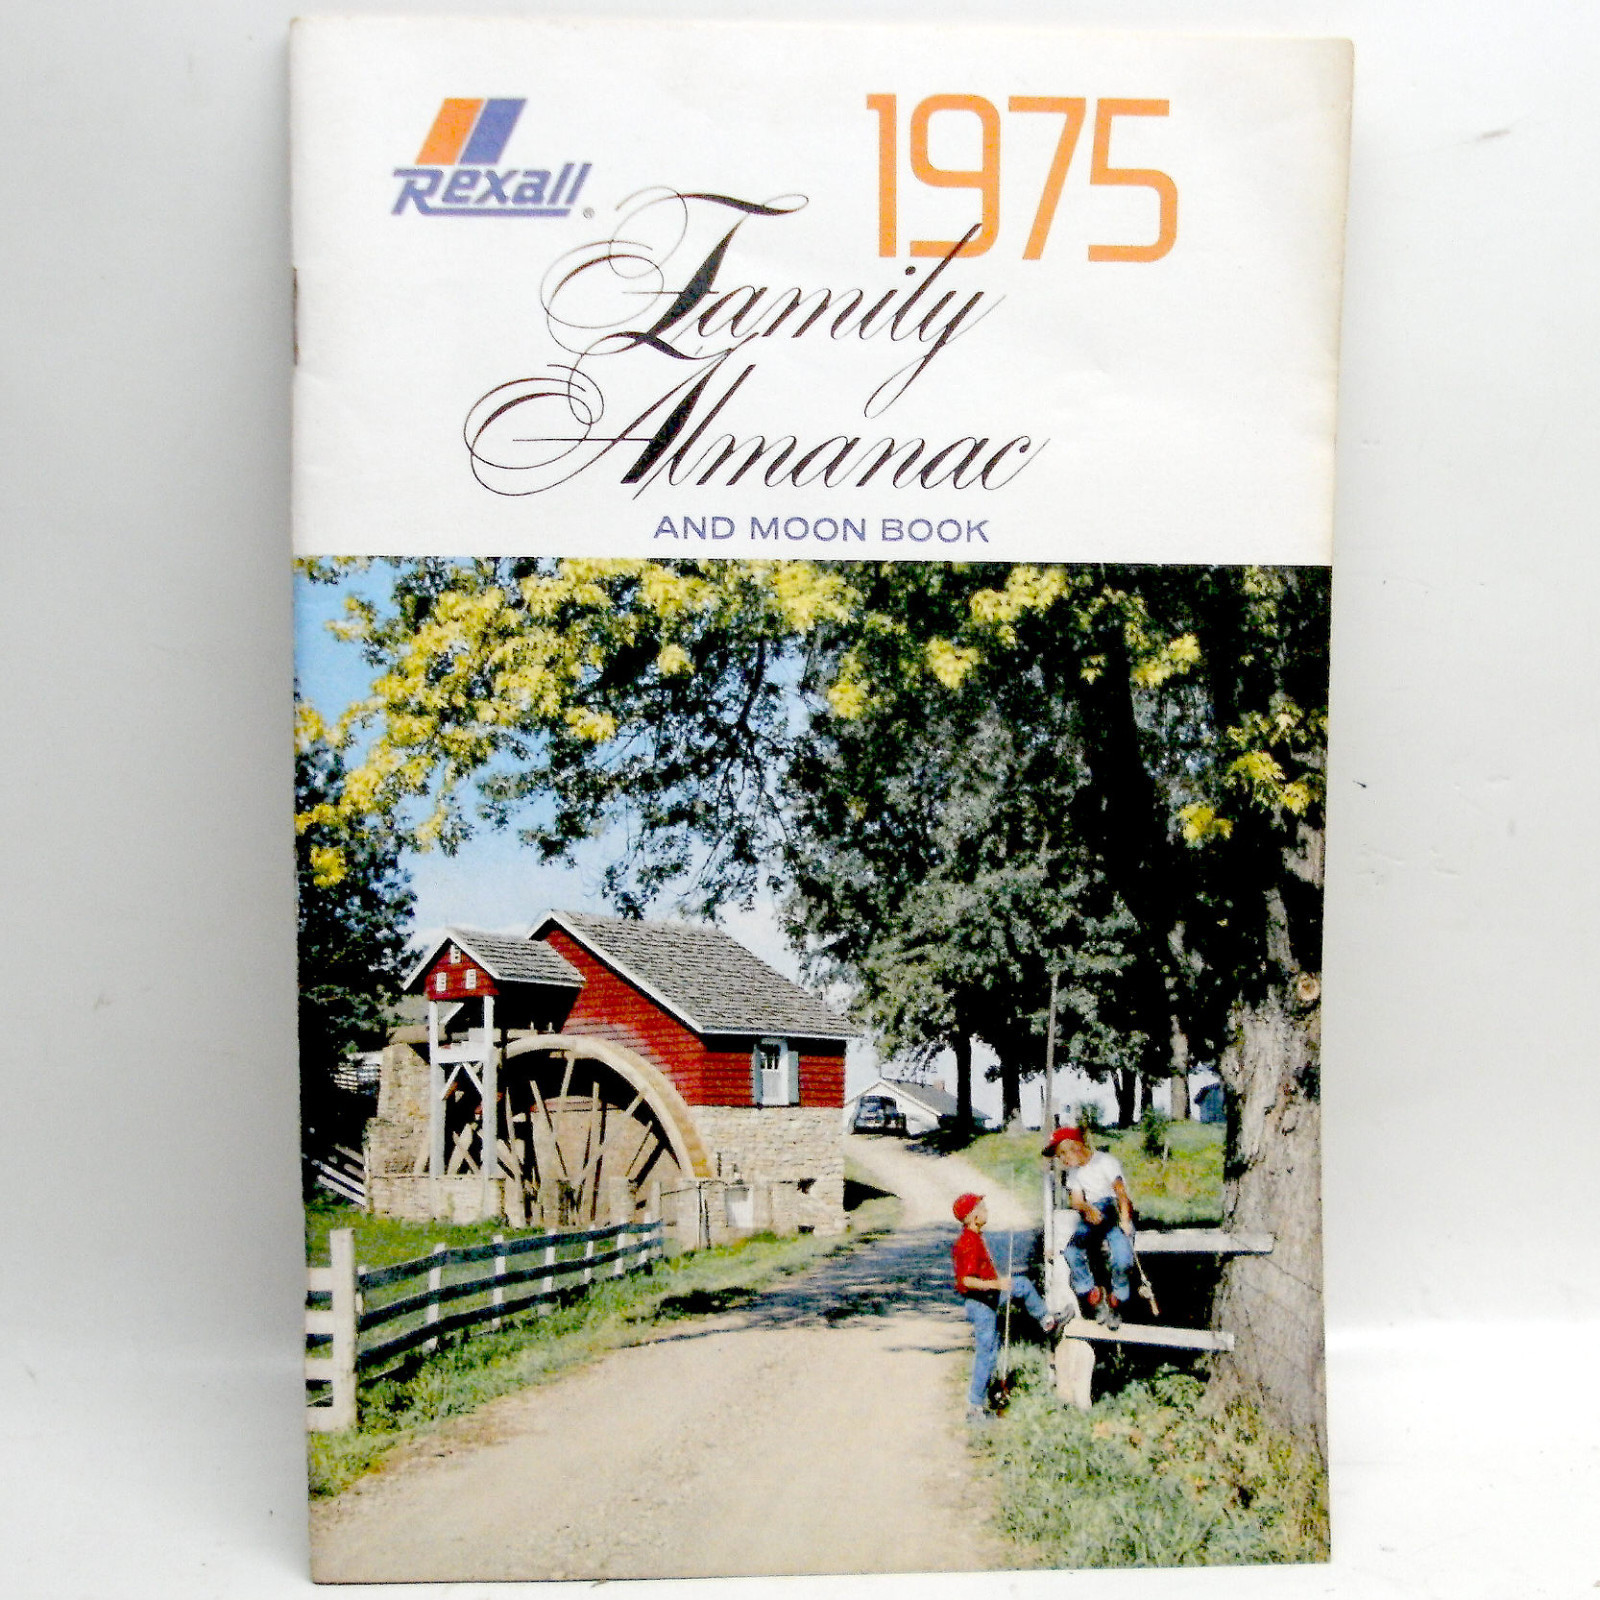 Rexall®
1975
Family
Almanac
AND MOON BOOK